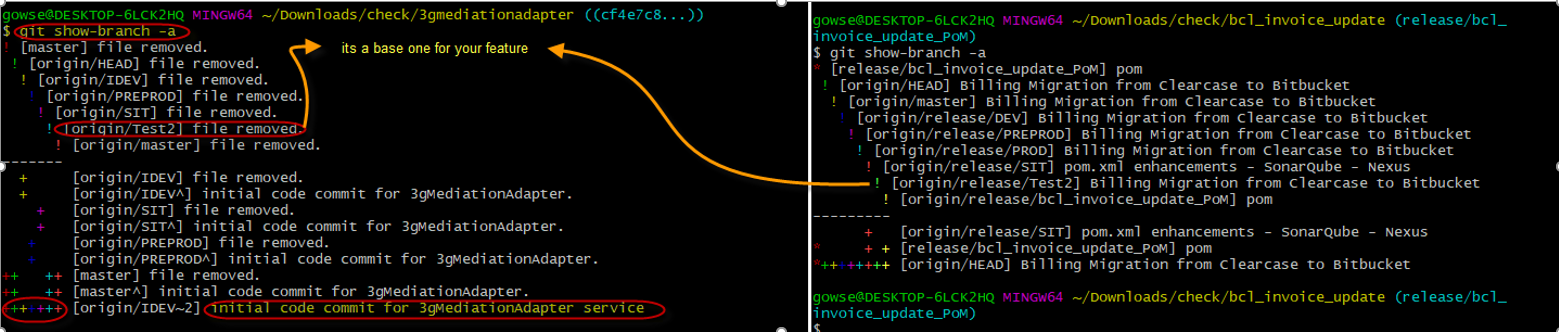 gowse@DESKTOP-6LCK2HQ MINGW64 ~/Downloads/check/3gmediationadapter ((cf4e7c8...))
$ git show-branch -a
! [master] file removed.
 ! [origin/HEAD] file removed.
  ! [origin/IDEV] file removed.
   ! [origin/PREPROD] file removed.
    ! [origin/SIT] file removed.
     ! [origin/Test2] file removed.
      ! [origin/master] file removed.
-------
  +     [origin/IDEV] file removed.
  +     [origin/IDEV^] initial code commit for 3gMediationAdapter.
    +   [origin/SIT] file removed.
    +   [origin/SIT^] initial code commit for 3gMediationAdapter.
   +    [origin/PREPROD] file removed.
   +    [origin/PREPROD^] initial code commit for 3gMediationAdapter.
++   ++ [master] file removed.
++   ++ [master^] initial code commit for 3gMediationAdapter.
+++++++ [origin/IDEV~2] initial code commit for 3gMediationAdapter service
its a base one for your feature
gowse@DESKTOP-6LCK2HQ MINGW64 ~/Downloads/check/bcl_invoice_update (release/bcl_
invoice_update_PoM)
$ git show-branch -a
* [release/bcl_invoice_update_POM] pom
 ! [origin/HEAD] Billing Migration from Clearcase to Bitbucket
  ! [origin/master] Billing Migration from Clearcase to Bitbucket
   ! [origin/release/DEV] Billing Migration from Clearcase to Bitbucket
    ! [origin/release/PREPROD] Billing Migration from Clearcase to Bitbucket
     ! [origin/release/PROD] Billing Migration from Clearcase to Bitbucket
      ! [origin/release/SIT] pom.xml enhancements - SonarQube - Nexus
       ! [origin/release/Test2] Billing Migration from Clearcase to Bitbucket
        ! [origin/release/bcl_invoice_update_PoM] pom
---------
      +   [origin/release/SIT] pom.xml enhancements - SonarQube - Nexus
*     + + [release/bcl_invoice_update_PoM] pom
*++++++++ [origin/HEAD] Billing Migration from Clearcase to Bitbucket
gowse@DESKTOP-6LCK2HQ MINGW64 ~/Downloads/check/bcl_invoice_update (release/bcl_
invoice_update_PoM)
$